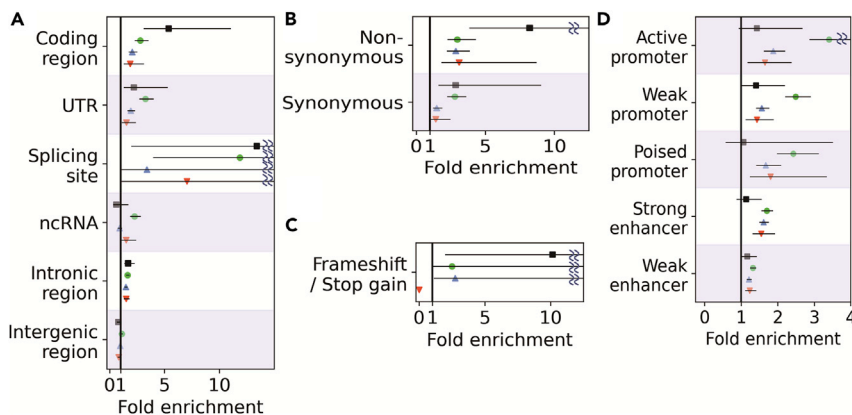 A
Coding
region
UTR
Splicing
site
ncRNA
Intronic
region
Intergenic
region
0 1 5 10
Fold enrichment
B
Non-
synonymous
Synonymous
0 1 5 10
Fold enrichment
C
Frameshift
/ Stop gain
0 1 5 10
Fold enrichment
D
Active
promoter
Weak
promoter
Poised
promoter
Strong
enhancer
Weak
enhancer
0 1 2 3 4
Fold enrichment